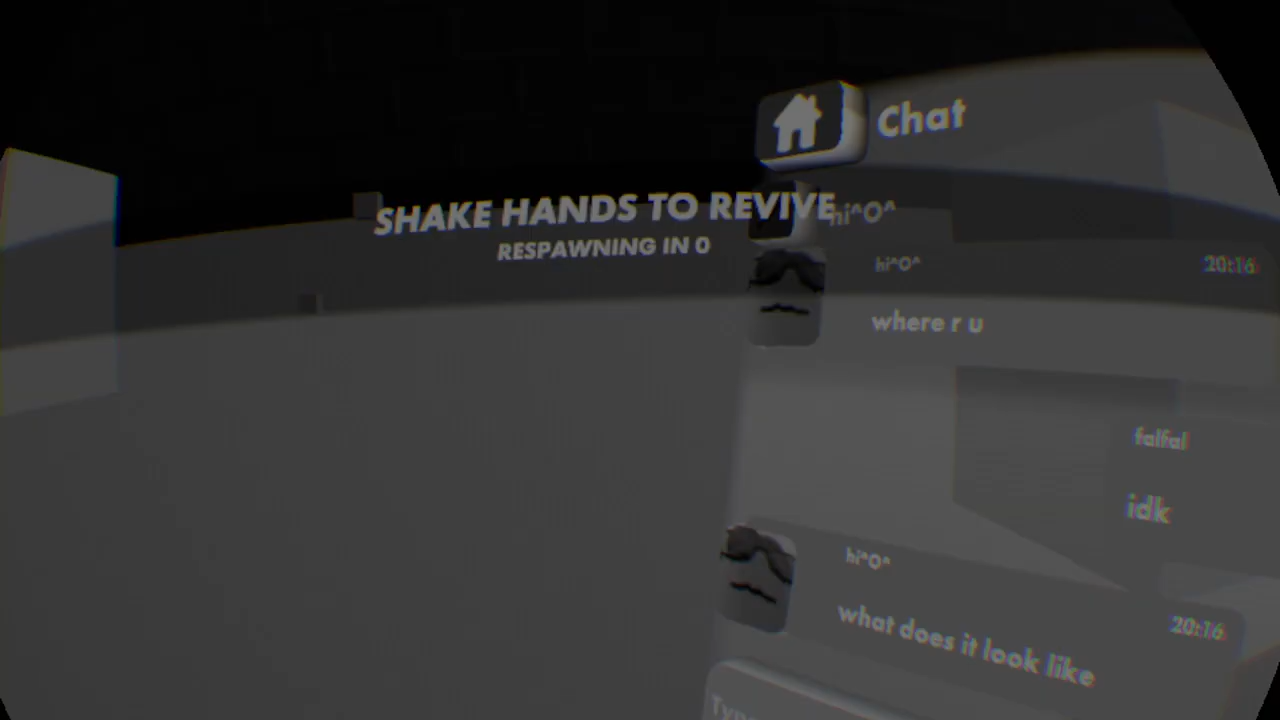 Chat
SHAKE HANDS TO REVIVE
hi^O^
RESPAWNING IN 0
hi^O^
20:16
where r u
falfal
idk
hi^O^
20:16
what does it look like